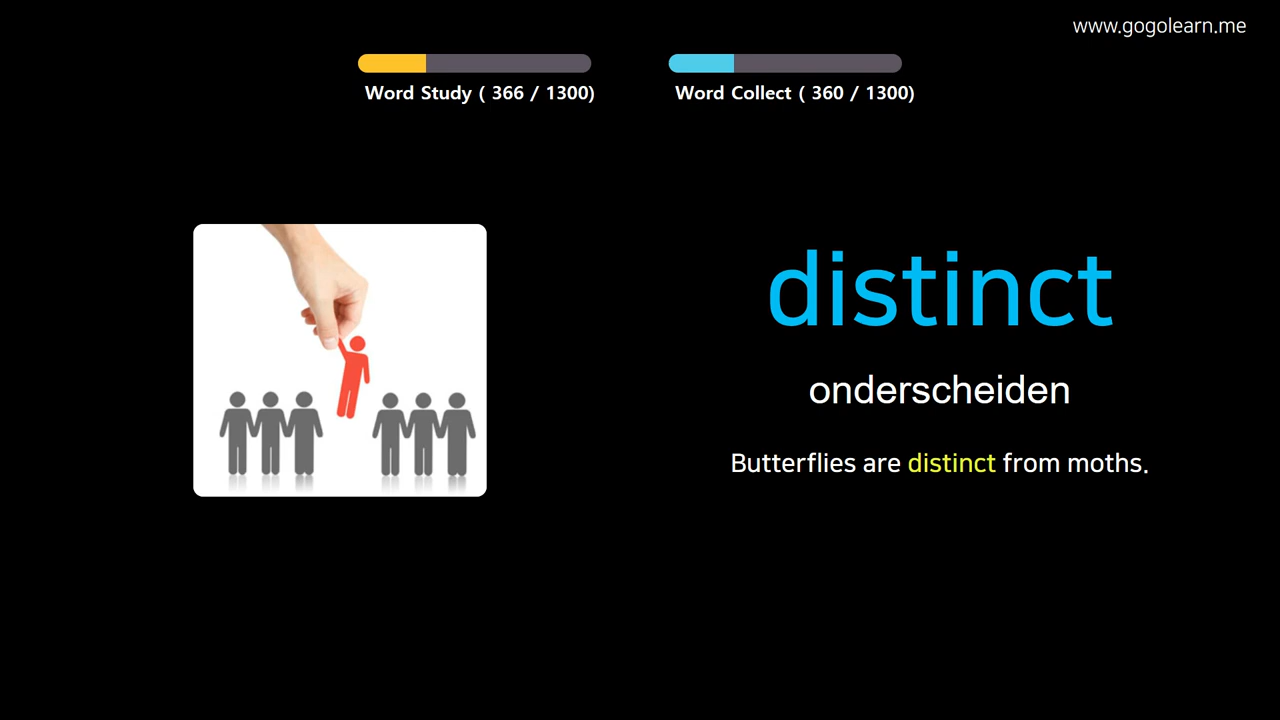 www.gogolearn.me
Word Study ( 366 / 1300)
Word Collect ( 360 / 1300)
distinct
onderscheiden
Butterflies are distinct from moths.